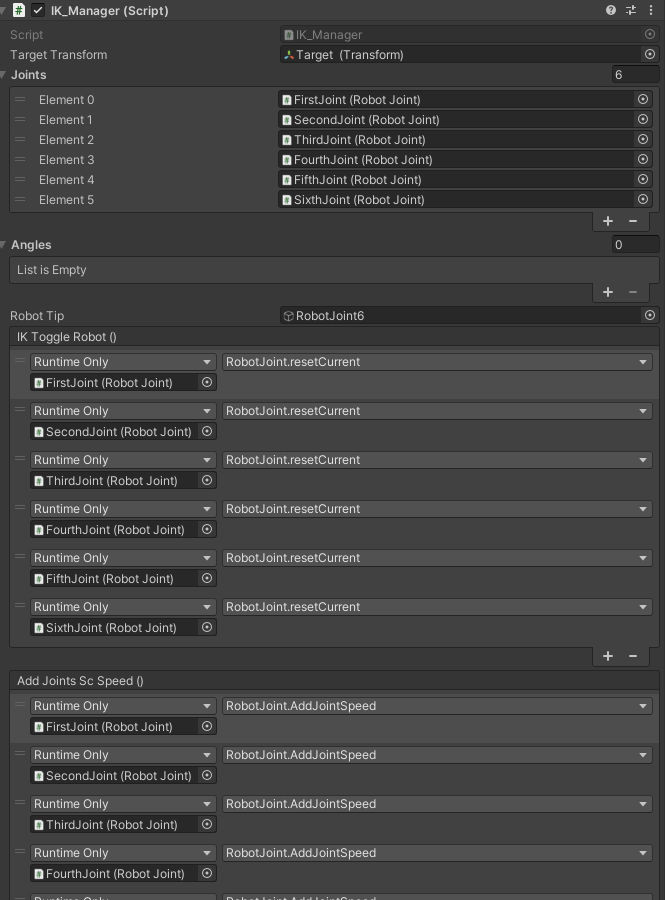 IK_Manager (Script)
Script IK_Manager
Target Transform Target (Transform)
Joints 6
Element 0 FirstJoint (Robot Joint)
Element 1 SecondJoint (Robot Joint)
Element 2 ThirdJoint (Robot Joint)
Element 3 FourthJoint (Robot Joint)
Element 4 FifthJoint (Robot Joint)
Element 5 SixthJoint (Robot Joint)
Angles 0
List is Empty
Robot Tip RobotJoint6
IK Toggle Robot ()
Runtime Only RobotJoint.resetCurrent
FirstJoint (Robot Joint)
Runtime Only RobotJoint.resetCurrent
SecondJoint (Robot Joint)
Runtime Only RobotJoint.resetCurrent
ThirdJoint (Robot Joint)
Runtime Only RobotJoint.resetCurrent
FourthJoint (Robot Joint)
Runtime Only RobotJoint.resetCurrent
FifthJoint (Robot Joint)
Runtime Only RobotJoint.resetCurrent
SixthJoint (Robot Joint)
Add Joints Sc Speed ()
Runtime Only RobotJoint.AddJointSpeed
FirstJoint (Robot Joint)
Runtime Only RobotJoint.AddJointSpeed
SecondJoint (Robot Joint)
Runtime Only RobotJoint.AddJointSpeed
ThirdJoint (Robot Joint)
Runtime Only RobotJoint.AddJointSpeed
FourthJoint (Robot Joint)